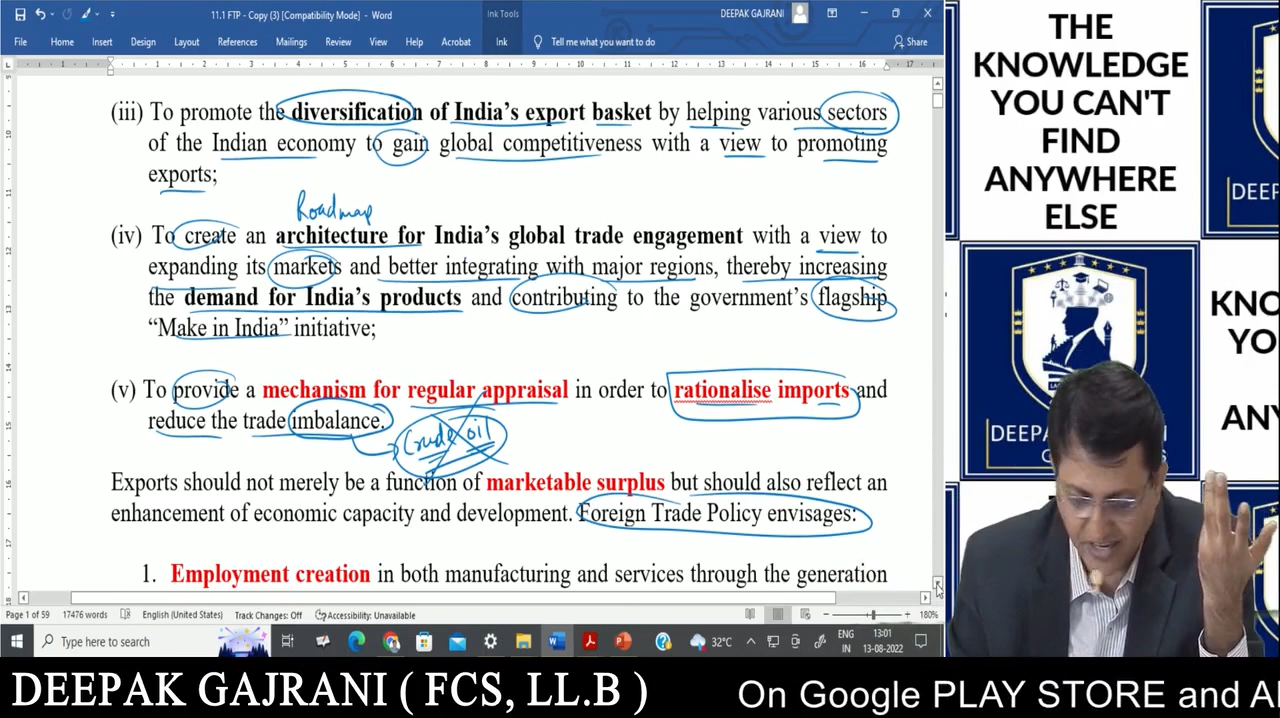 11.1 FTP - Copy (3) [Compatibility Mode] - Word
Ink Tools
DEEPAK GAJRANI
File Home Insert Design Layout References Mailings Review View Help Acrobat Ink Tell me what you want to do Share
(iii) To promote the diversification of India's export basket by helping various sectors
of the Indian economy to gain global competitiveness with a view to promoting
exports;
Roadmap
(iv) To create an architecture for India's global trade engagement with a view to
expanding its markets and better integrating with major regions, thereby increasing
the demand for India's products and contributing to the government's flagship
“Make in India” initiative;
(v) To provide a mechanism for regular appraisal in order to rationalise imports and
reduce the trade imbalance.
Crude oil
Exports should not merely be a function of marketable surplus but should also reflect an
enhancement of economic capacity and development. Foreign Trade Policy envisages:
1. Employment creation in both manufacturing and services through the generation
Page 1 of 59 17476 words English (United States) Track Changes: Off Accessibility: Unavailable 180%
Type here to search
32°C
ENG
IN
13:01
13-08-2022
THE
KNOWLEDGE
YOU CAN'T
FIND
ANYWHERE
ELSE
DEEP
KNO
YO
ANY
DEEPA
DEEP
DEEPAK GAJRANI ( FCS, LL.B )
On Google PLAY STORE and A